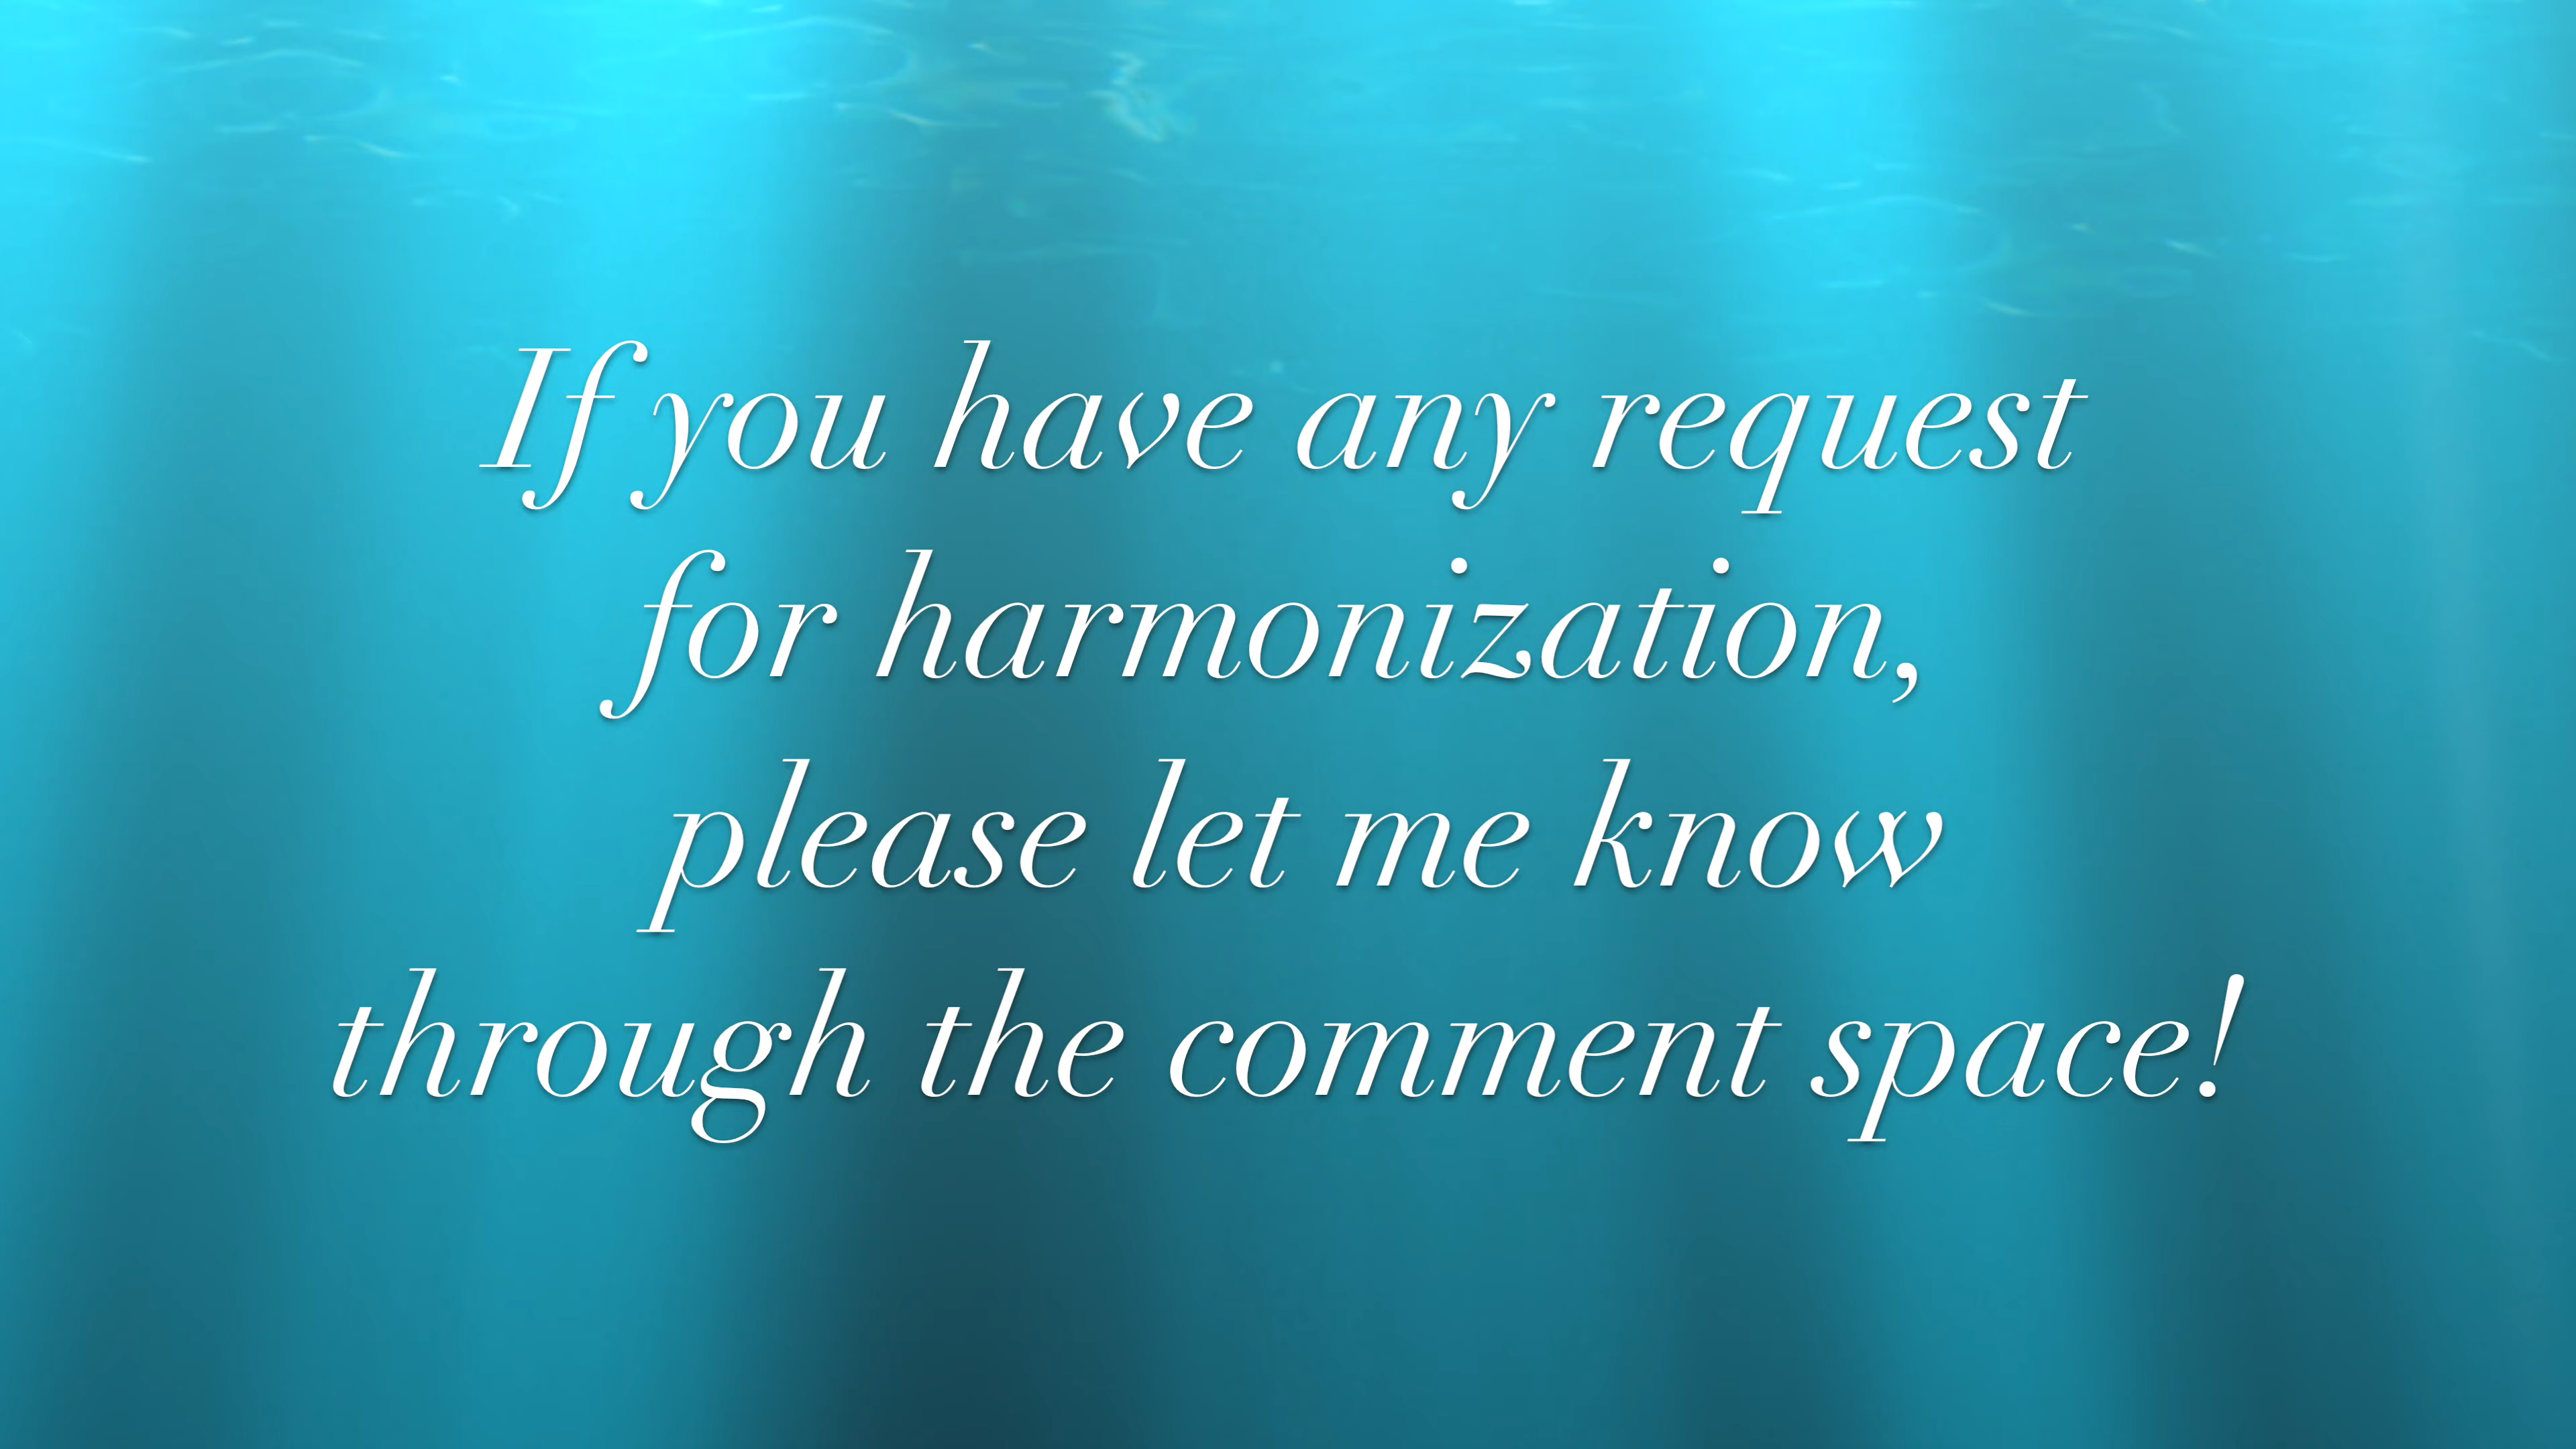 If you have any request
for harmonization,
please let me know
through the comment space!